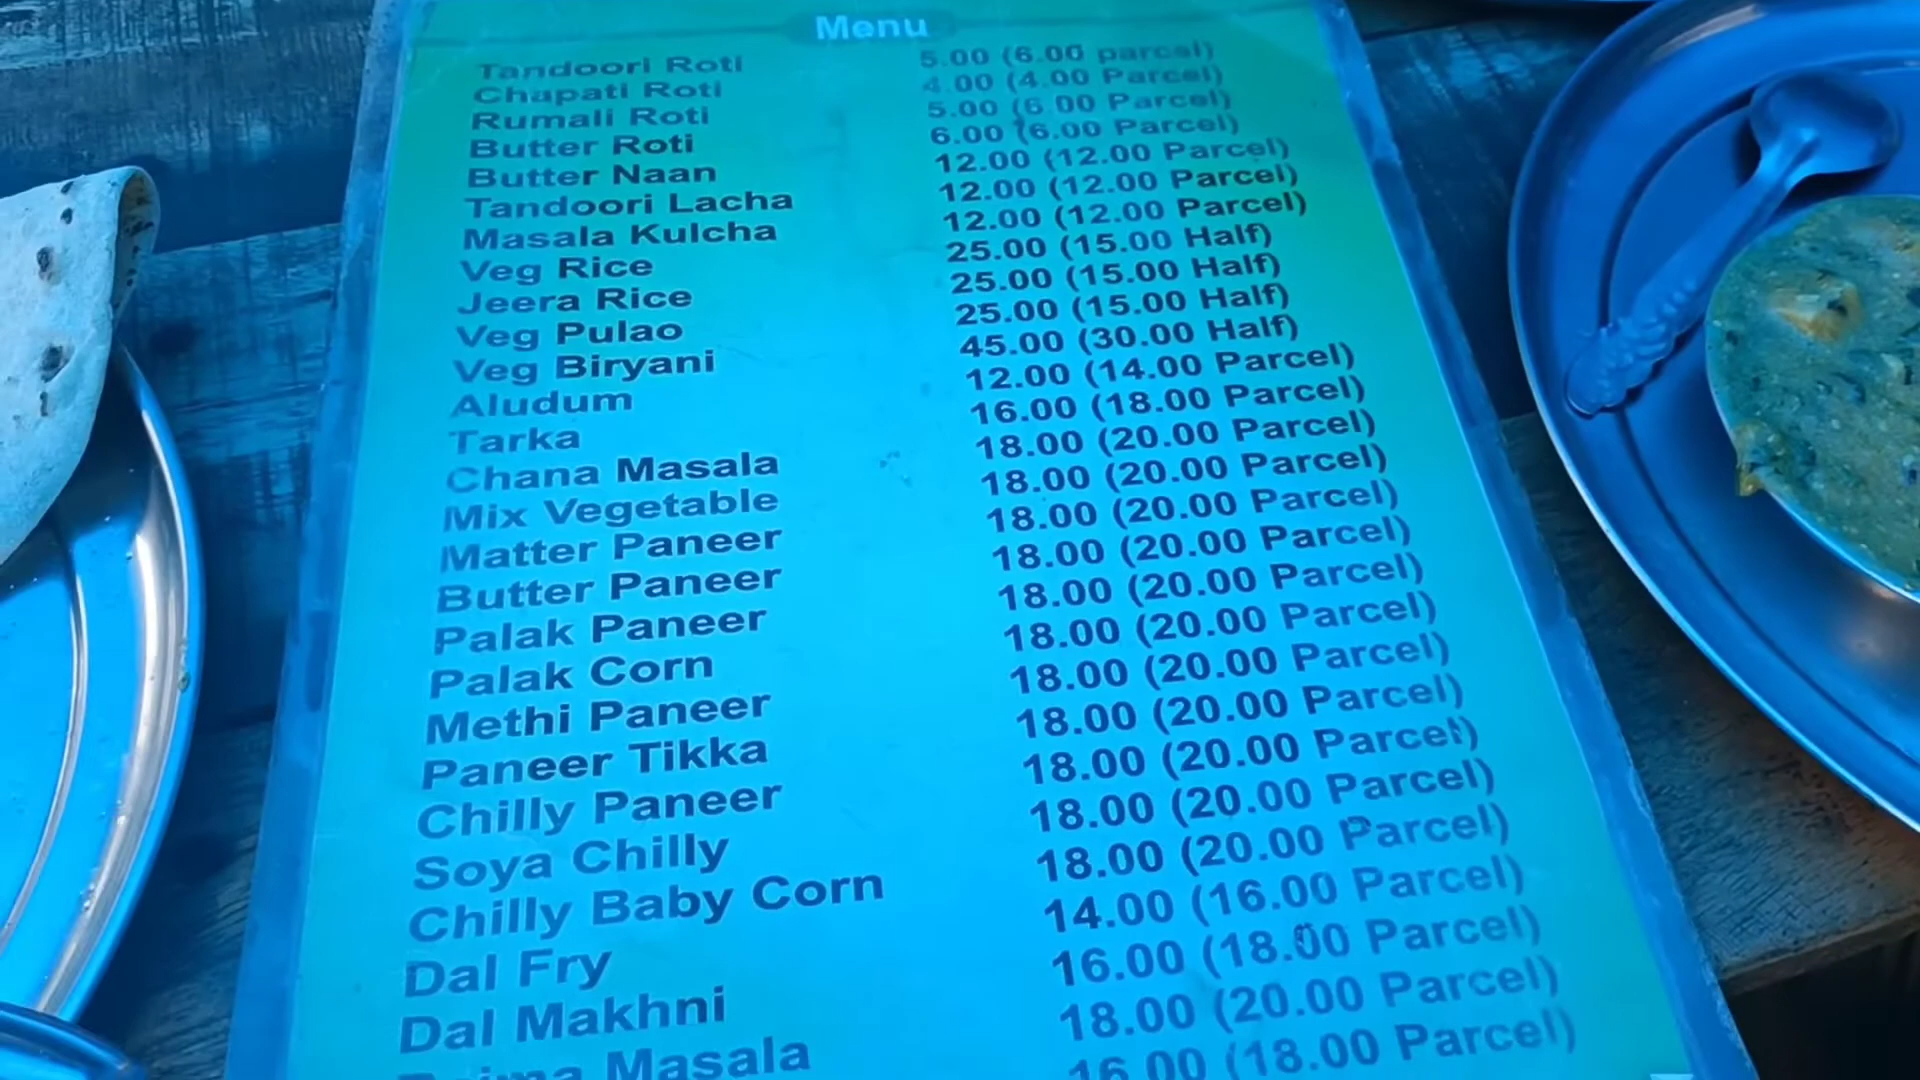 Menu
Tandoori Roti 5.00 (6.00 parcel)
Chapati Roti 4.00 (4.00 Parcel)
Rumali Roti 5.00 (6.00 Parcel)
Butter Roti 6.00 (6.00 Parcel)
Butter Naan 12.00 (12.00 Parcel)
Tandoori Lacha 12.00 (12.00 Parcel)
Masala Kulcha 12.00 (12.00 Parcel)
Veg Rice 25.00 (15.00 Half)
Jeera Rice 25.00 (15.00 Half)
Veg Pulao 25.00 (15.00 Half)
Veg Biryani 45.00 (30.00 Half)
Aludum 12.00 (14.00 Parcel)
Tarka 16.00 (18.00 Parcel)
Chana Masala 18.00 (20.00 Parcel)
Mix Vegetable 18.00 (20.00 Parcel)
Matter Paneer 18.00 (20.00 Parcel)
Butter Paneer 18.00 (20.00 Parcel)
Palak Paneer 18.00 (20.00 Parcel)
Palak Corn 18.00 (20.00 Parcel)
Methi Paneer 18.00 (20.00 Parcel)
Paneer Tikka 18.00 (20.00 Parcel)
Chilly Paneer 18.00 (20.00 Parcel)
Soya Chilly 18.00 (20.00 Parcel)
Chilly Baby Corn 18.00 (20.00 Parcel)
Dal Fry 14.00 (16.00 Parcel)
Dal Makhni 16.00 (18.00 Parcel)
Masala 18.00 (20.00 Parcel)
16.00 (18.00 Parcel)